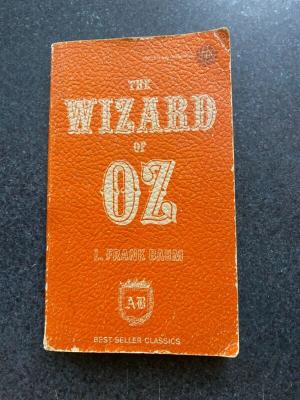 THE
WIZARD
OF
OZ
L. FRANK BAUM
AB
BEST SELLER CLASSICS